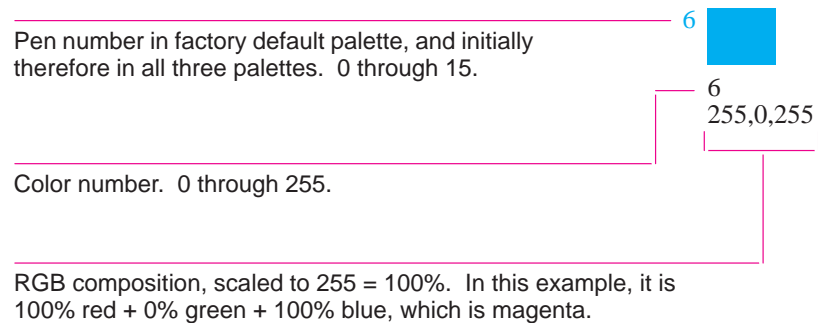 6
Pen number in factory default palette, and initially
therefore in all three palettes. 0 through 15.
6
255,0,255
Color number. 0 through 255.
RGB composition, scaled to 255 = 100%. In this example, it is
100% red + 0% green + 100% blue, which is magenta.